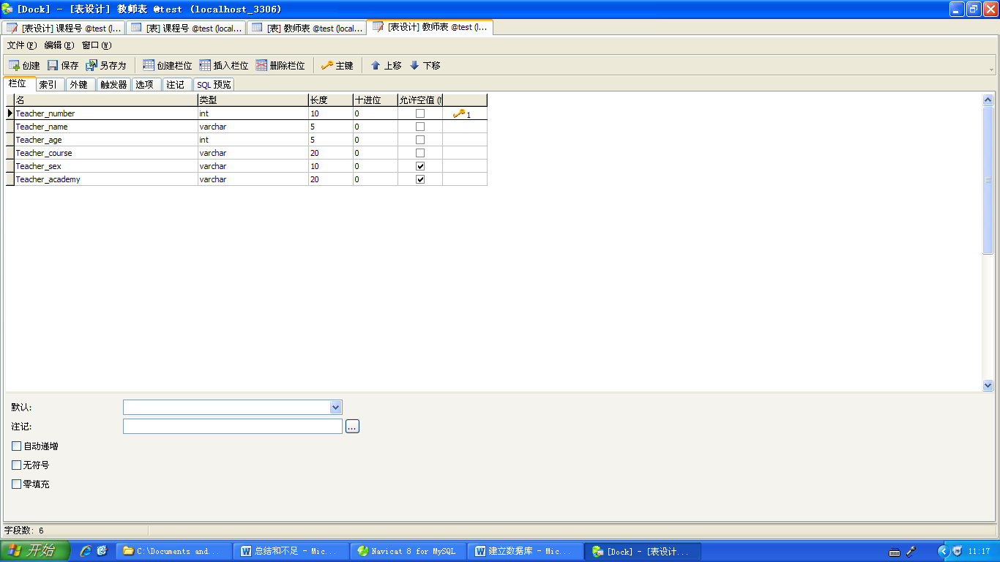 [Dock] - [表设计] 教师表 @test (localhost_3306)
[表设计] 课程号 @test (l... [表] 课程号 @test (local... [表] 教师表 @test (local... [表设计] 教师表 @test (l...
文件(F) 编辑(E) 窗口(W)
创建 保存 另存为 创建栏位 插入栏位 删除栏位 主键 上移 下移
栏位 索引 外键 触发器 选项 注记 SQL 预览
名 类型 长度 十进位 允许空值 (
Teacher_number int 10 0 1
Teacher_name varchar 5 0
Teacher_age int 5 0
Teacher_course varchar 20 0
Teacher_sex varchar 10 0
Teacher_academy varchar 20 0
默认:
注记:
...
自动递增
无符号
零填充
字段数: 6
开始 C:\Documents and... 总结和不足 - Mic... Navicat 8 for MySQL 建立数据库 - Mic... [Dock] - [表设计... 11:17